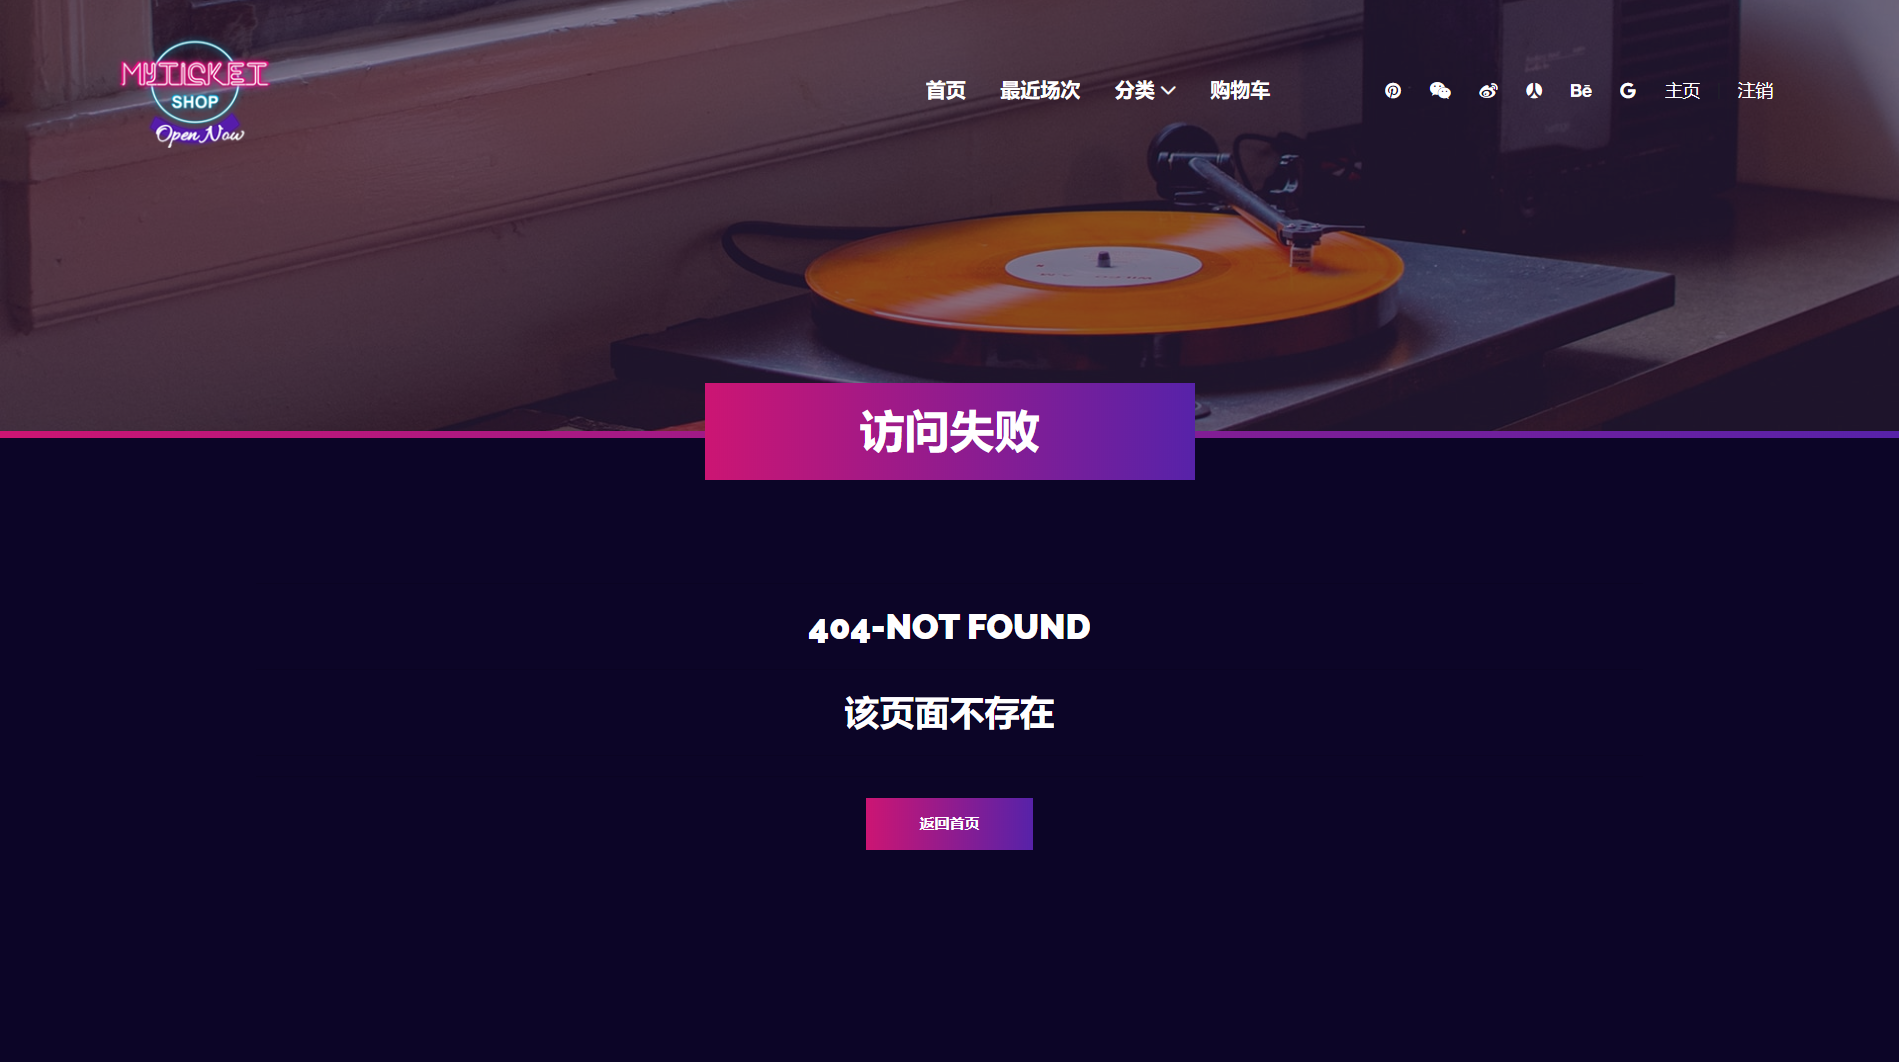 MYTICKET
SHOP
Open Now
首页
最近场次
分类
购物车
Bē
G
主页
注销
访问失败
404-NOT FOUND
该页面不存在
返回首页